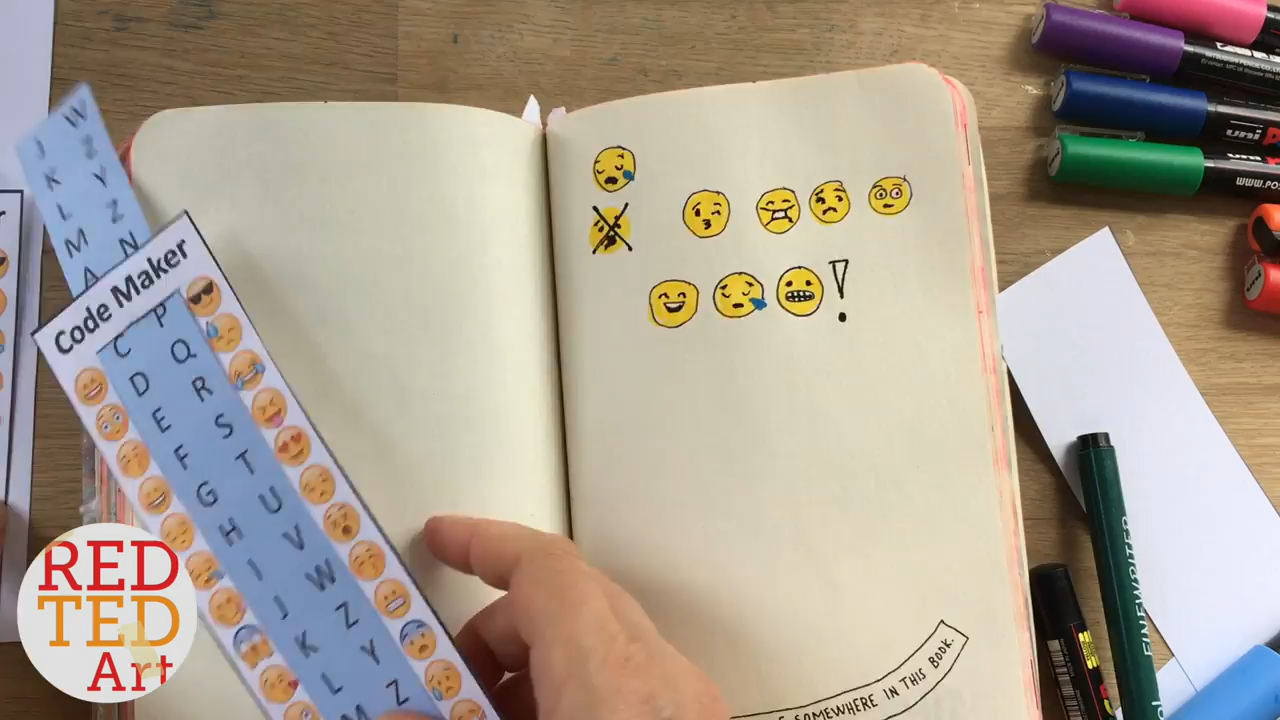 W
J
Z
K
Y
L
Z
M
N
A
Code Maker
C P
D Q
E R
F S
G T
H U
I V
J W
K Z
L Y
M Z
!
SOMEWHERE IN THIS BOOK.
uni
WWW.POS
FINEWRITER
RED
TED
Art